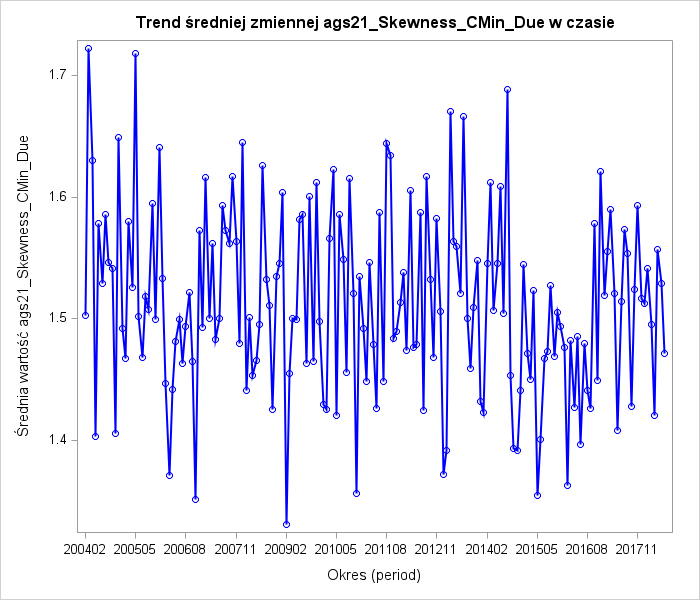 Trend średniej zmiennej ags21_Skewness_CMin_Due w czasie
Średnia wartość ags21_Skewness_CMin_Due
1.7
1.6
1.5
1.4
200402 200505 200608 200711 200902 201005 201108 201211 201402 201505 201608 201711
Okres (period)